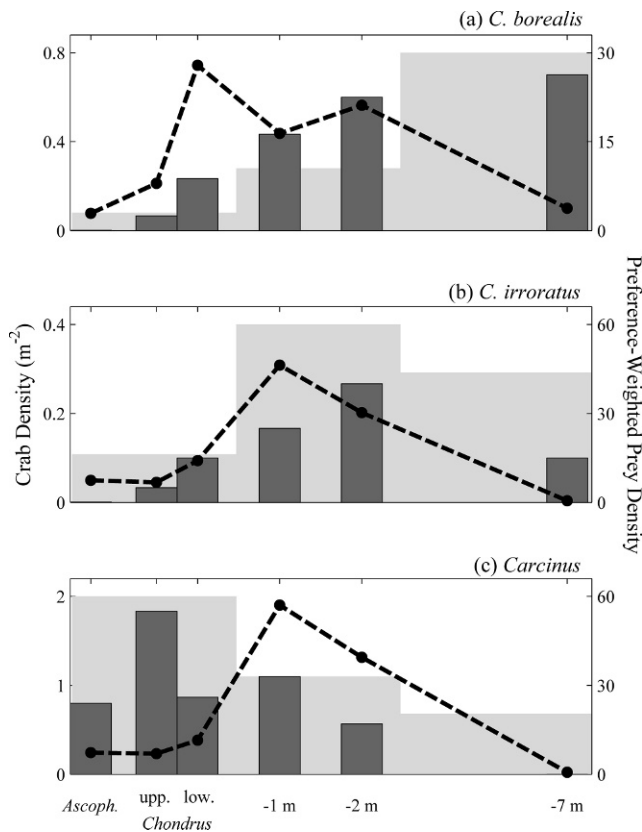 (a) C. borealis
0.8
0.4
0
30
15
0
(b) C. irroratus
0.4
0.2
0
60
30
0
Crab Density (m-2)
Preference-Weighted Prey Density
(c) Carcinus
2
1
0
60
30
0
Ascoph. upp. low. -1 m -2 m -7 m
Chondrus